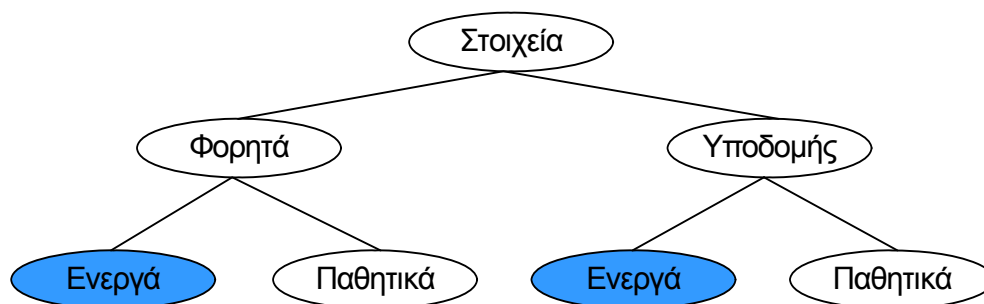 Στοιχεία
Φορητά
Υποδομής
Ενεργά
Παθητικά
Ενεργά
Παθητικά